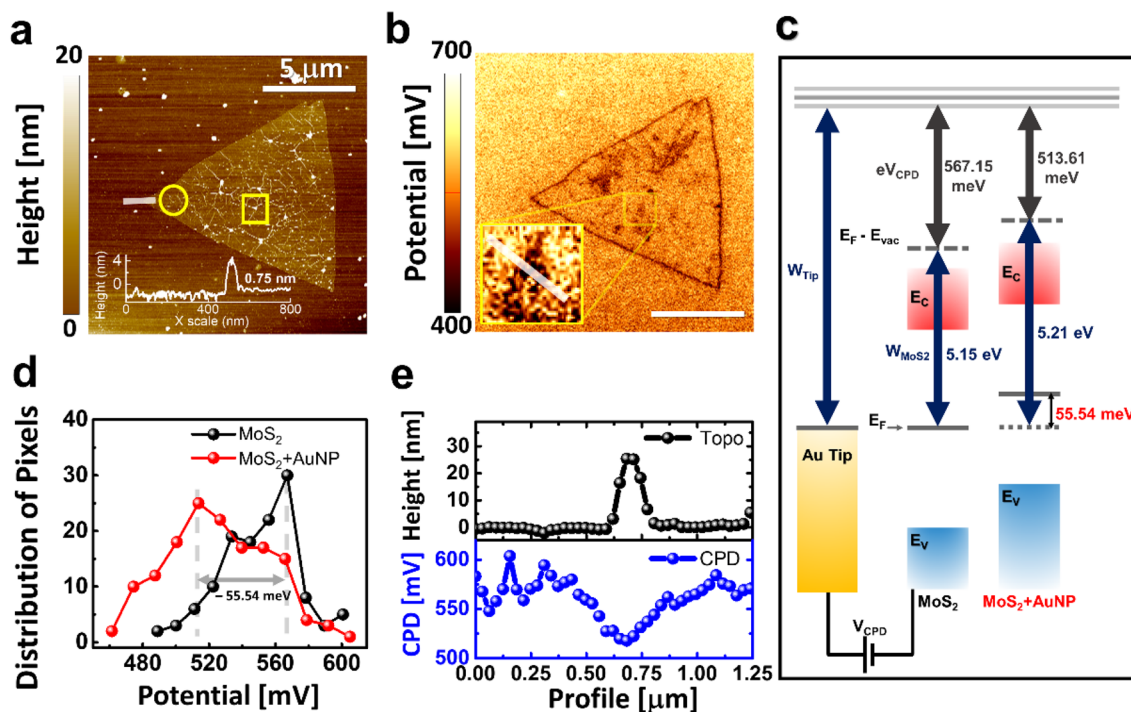 a
20
Height [nm]
0
5 µm
Height (nm)
4
0
0.75 nm
0
400
800
X scale (nm)
b
700
Potential [mV]
400
c
W_Tip
eV_CPD
567.15
meV
513.61
meV
E_F - E_vac
E_C
E_C
W_MoS2
5.15 eV
5.21 eV
E_F
55.54 meV
Au Tip
E_V
E_V
MoS₂
MoS₂+AuNP
V_CPD
d
Distribution of Pixels
40
30
20
10
0
MoS₂
MoS₂+AuNP
– 55.54 meV
480
520
560
600
Potential [mV]
e
Height [nm]
30
20
10
0
Topo
CPD [mV]
600
550
500
CPD
0.00
0.25
0.50
0.75
1.00
1.25
Profile [µm]